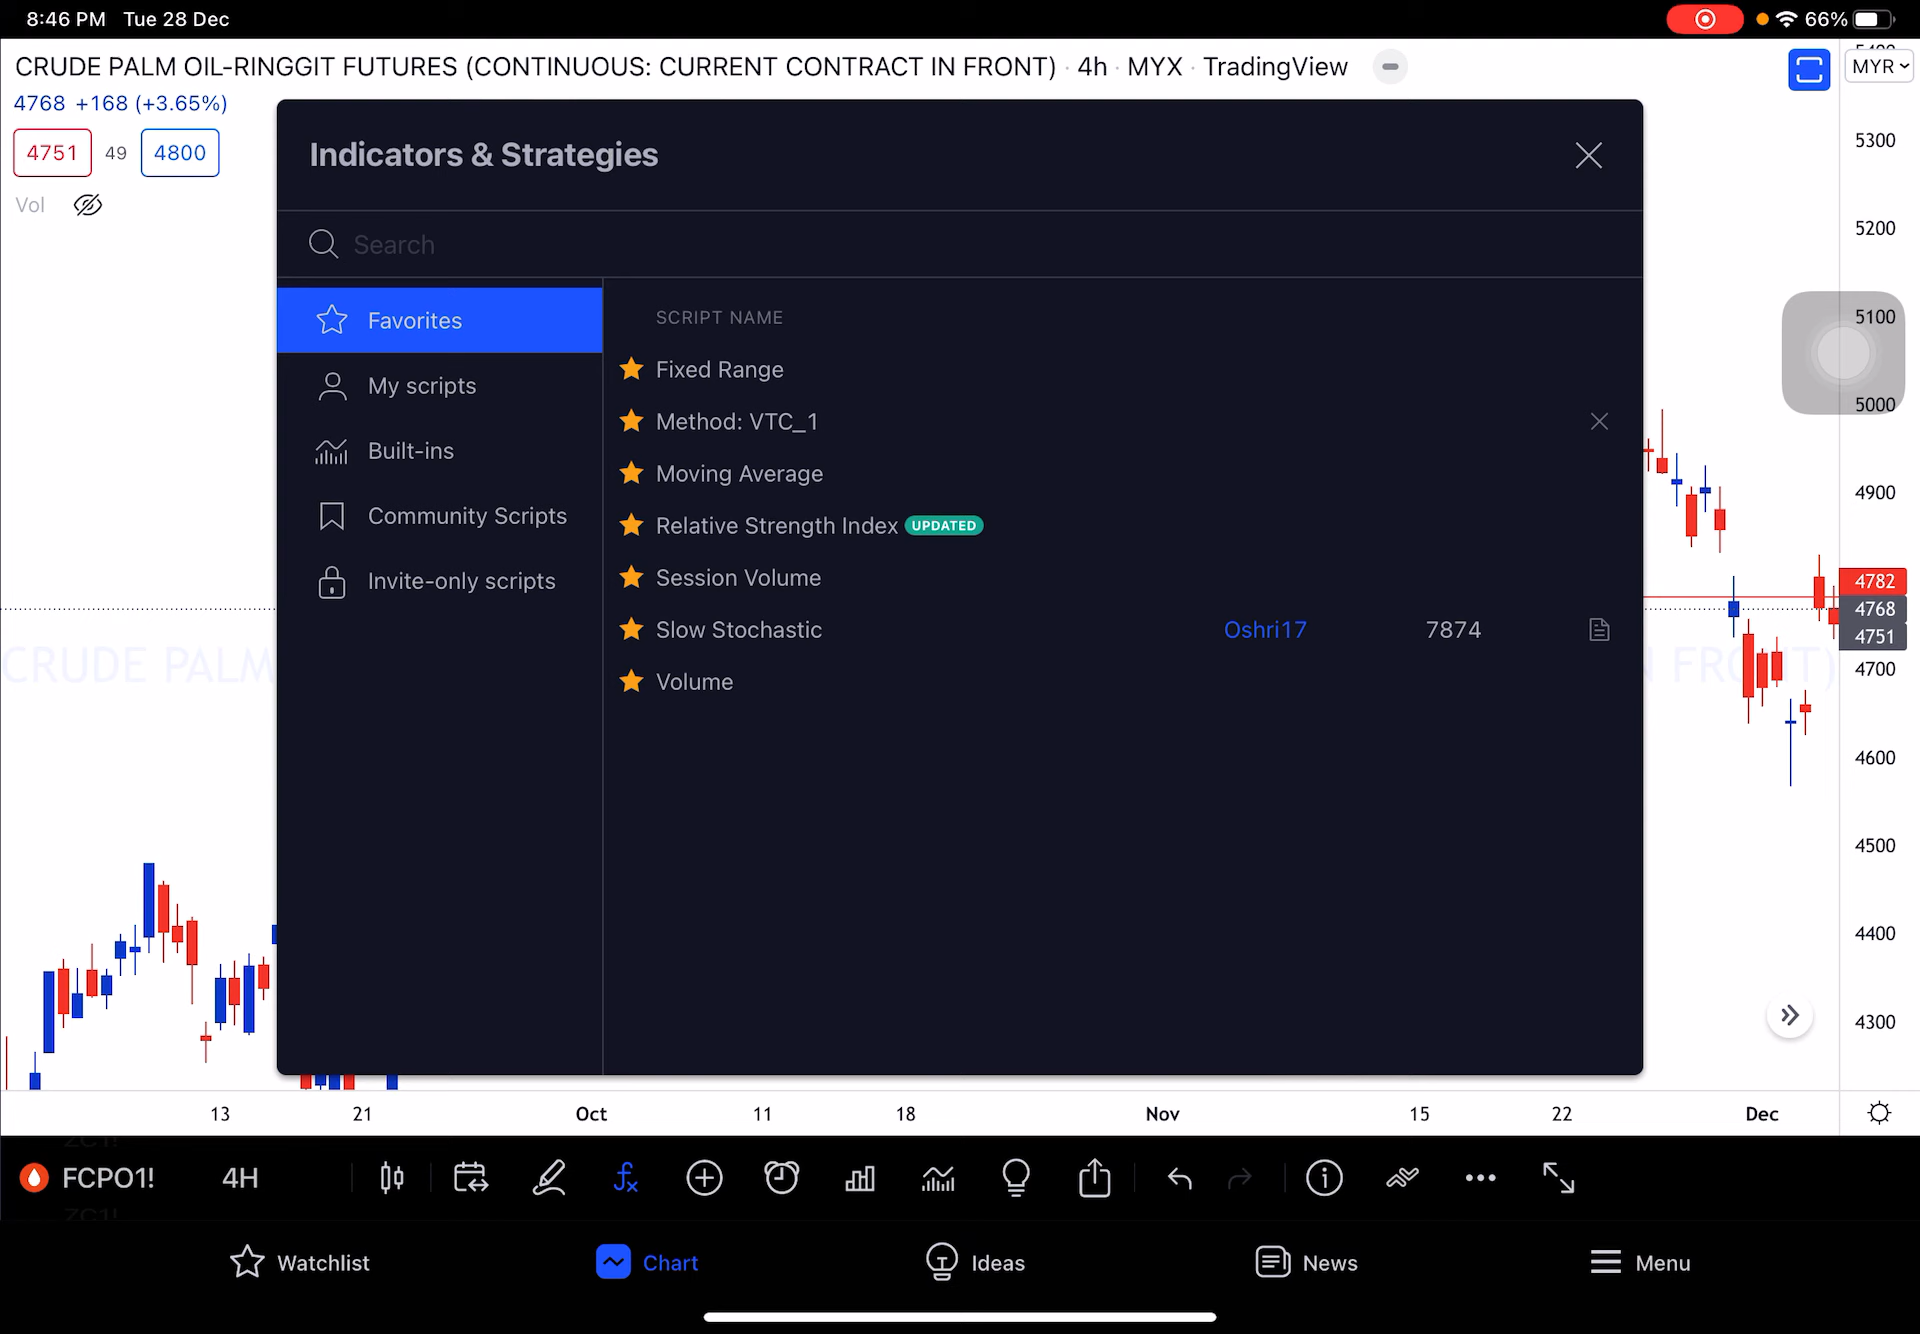 8:46 PM Tue 28 Dec
66%
CRUDE PALM OIL-RINGGIT FUTURES (CONTINUOUS: CURRENT CONTRACT IN FRONT) · 4h · MYX · TradingView
MYR
4768 +168 (+3.65%)
4751 49 4800
Vol
Indicators & Strategies
Search
Favorites
My scripts
Built-ins
Community Scripts
Invite-only scripts
SCRIPT NAME
Fixed Range
Method: VTC_1
Moving Average
Relative Strength Index UPDATED
Session Volume
Slow Stochastic Oshri17 7874
Volume
5300
5200
5100
5000
4900
4782
4768
4751
4700
4600
4500
4400
4300
CRUDE PALM
FRONT)
13 21 Oct 11 18 Nov 15 22 Dec
FCPO1! 4H
Watchlist Chart Ideas News Menu